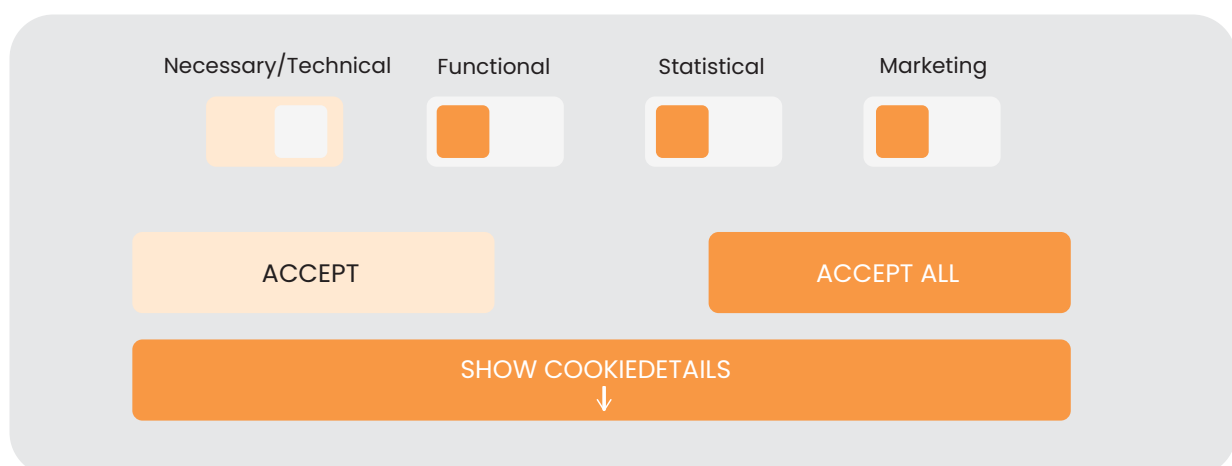 Necessary/Technical Functional Statistical Marketing
ACCEPT ACCEPT ALL
SHOW COOKIEDETAILS